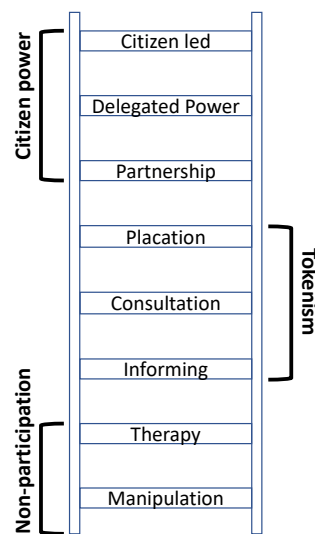 Citizen power
Citizen led
Delegated Power
Partnership
Placation
Consultation
Informing
Tokenism
Non-participation
Therapy
Manipulation